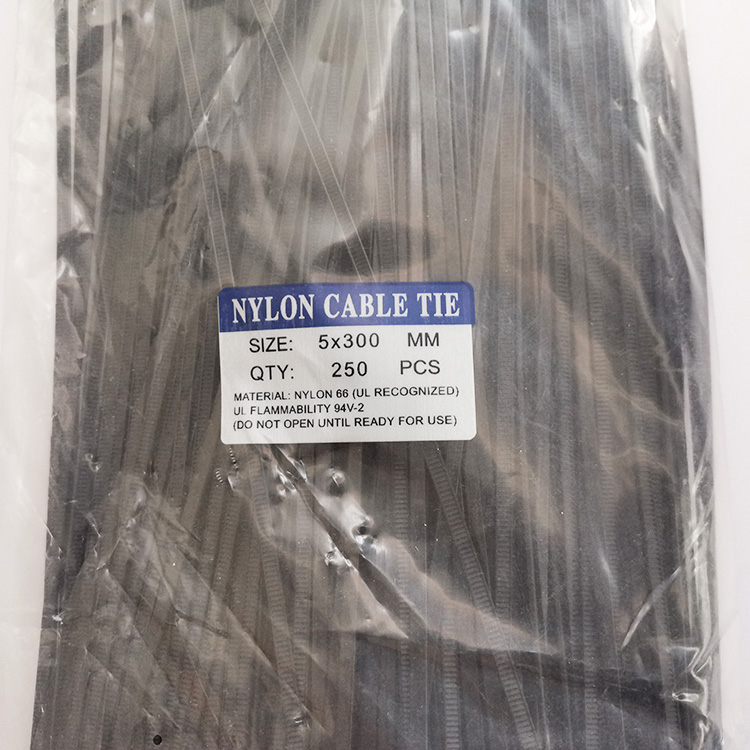 NYLON CABLE TIE
SIZE: 5x300 MM
QTY: 250 PCS
MATERIAL: NYLON 66 (UL RECOGNIZED)
UL FLAMMABILITY 94V-2
(DO NOT OPEN UNTIL READY FOR USE)